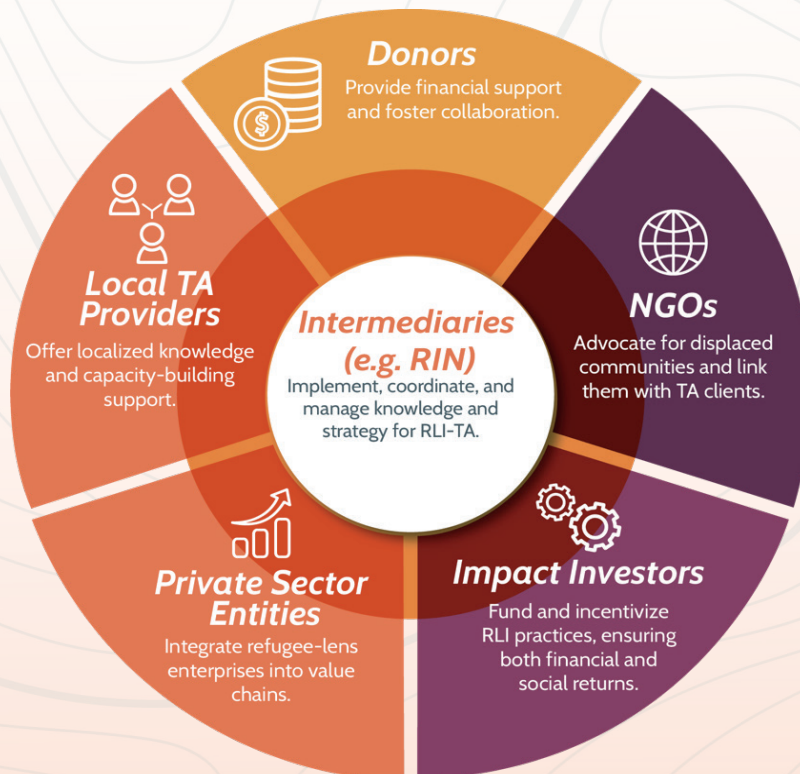 Donors
Provide financial support
and foster collaboration.
NGOs
Advocate for displaced
communities and link
them with TA clients.
Impact Investors
Fund and incentivize
RLI practices, ensuring
both financial and
social returns.
Private Sector
Entities
Integrate refugee-lens
enterprises into value
chains.
Local TA
Providers
Offer localized knowledge
and capacity-building
support.
Intermediaries
(e.g. RIN)
Implement, coordinate, and
manage knowledge and
strategy for RLI-TA.
$